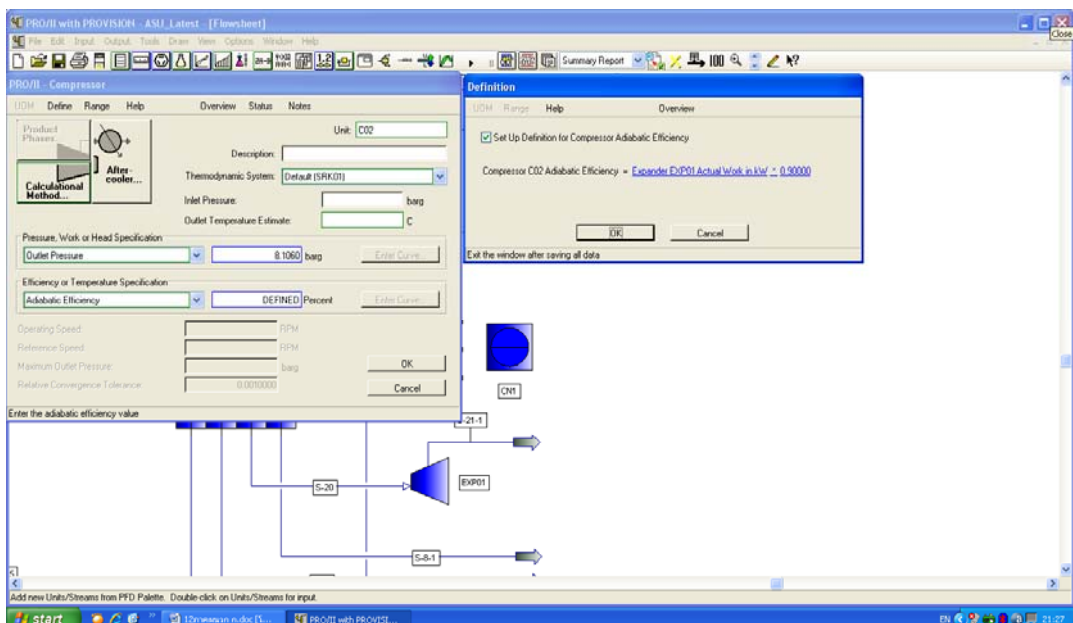 PRO/II with PROVISION - ASU_Latest - [Flowsheet]
Close
File Edit Input Output Tools Draw View Options Window Help
Summary Report
PRO/II - Compressor
UOM Define Range Help Overview Status Notes
Product Phases...
Unit: C02
Description:
After-cooler...
Calculational Method...
Thermodynamic System: Default (SRK01)
Inlet Pressure: barg
Outlet Temperature Estimate: C
Pressure, Work or Head Specification
Outlet Pressure 8.1060 barg Enter Curve...
Efficiency or Temperature Specification
Adiabatic Efficiency DEFINED Percent Enter Curve...
Operating Speed: RPM
Reference Speed: RPM
Maximum Outlet Pressure: barg
Relative Convergence Tolerance: 0.0010000
OK
Cancel
Enter the adiabatic efficiency value
Definition
UOM Range Help Overview
Set Up Definition for Compressor Adiabatic Efficiency
Compressor C02 Adiabatic Efficiency = Expander EXP01 Actual Work in kW * 0.90000
OK Cancel
Exit the window after saving all data
CN1
-21-1
S-20
EXP01
S-8-1
Add new Units/Streams from PFD Palette. Double-click on Units/Streams for input.
start
PRO/II with PROVISI...
EN
21:27